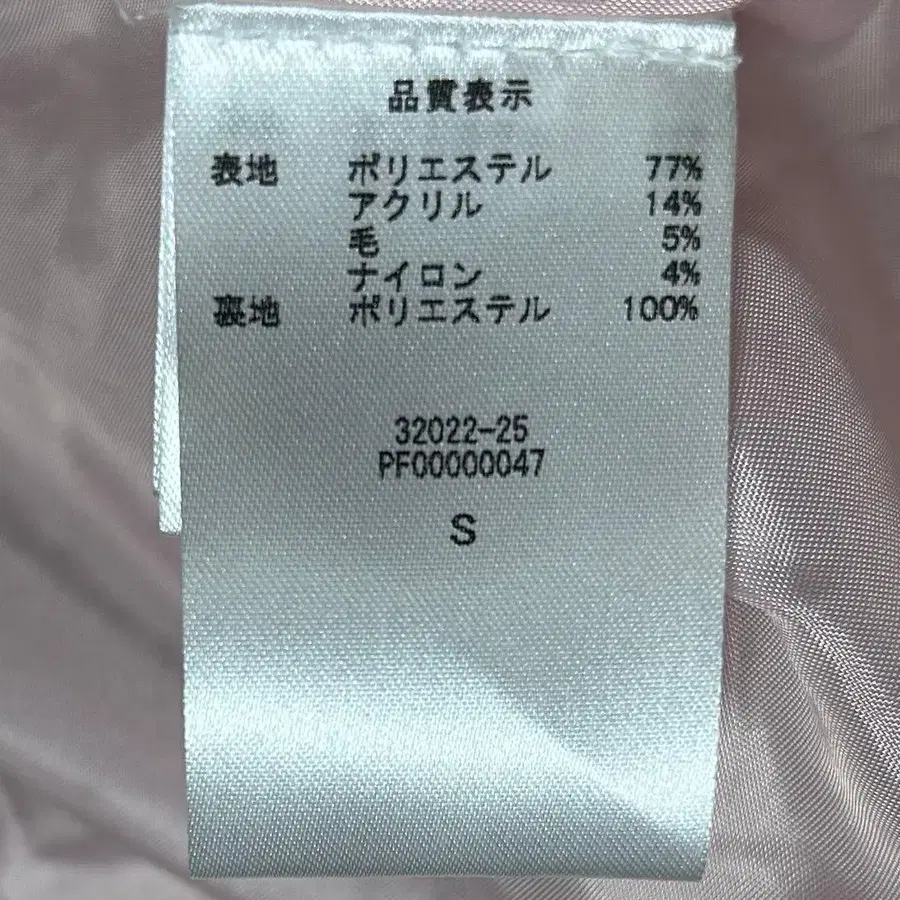 品質表示
表地 ポリエステル 77%
アクリル 14%
毛 5%
ナイロン 4%
裏地 ポリエステル 100%
32022-25
PF00000047
S